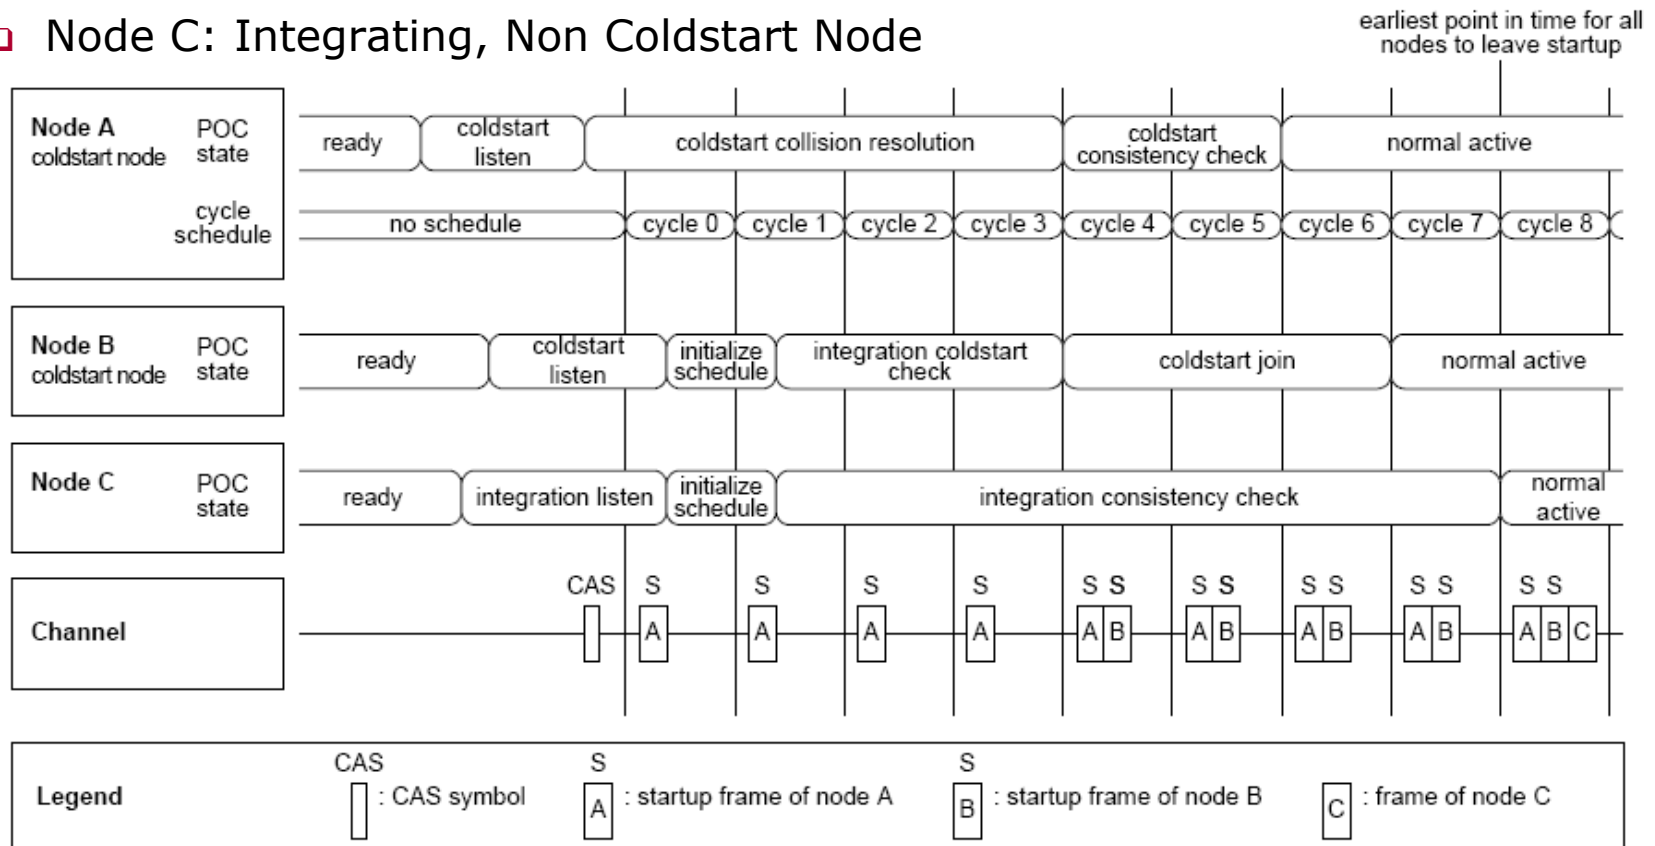 Node C: Integrating, Non Coldstart Node
earliest point in time for all
nodes to leave startup
Node A
coldstart node
POC
state
ready
coldstart
listen
coldstart collision resolution
coldstart
consistency check
normal active
cycle
schedule
no schedule
cycle 0
cycle 1
cycle 2
cycle 3
cycle 4
cycle 5
cycle 6
cycle 7
cycle 8
Node B
coldstart node
POC
state
ready
coldstart
listen
initialize
schedule
integration coldstart
check
coldstart join
normal active
Node C
POC
state
ready
integration listen
initialize
schedule
integration consistency check
normal
active
Channel
CAS
S
S
S
S
S S
S S
S S
S S
S S
A
A
A
A
A B
A B
A B
A B
A B C
Legend
CAS
: CAS symbol
S
A
: startup frame of node A
S
B
: startup frame of node B
C
: frame of node C